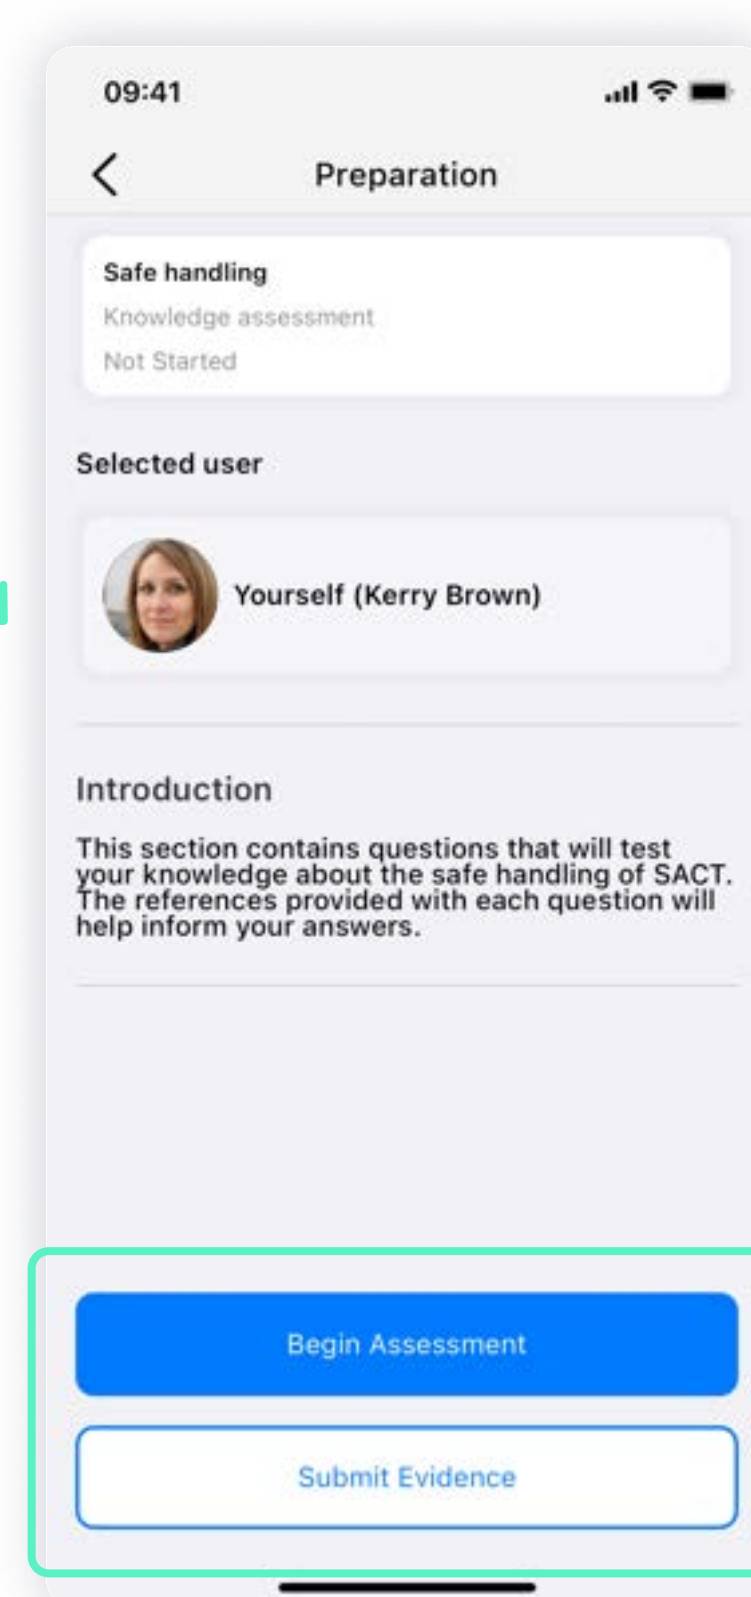 09:41
Preparation
Safe handling
Knowledge assessment
Not Started
Selected user
Yourself (Kerry Brown)
Introduction
This section contains questions that will test
your knowledge about the safe handling of SACT.
The references provided with each question will
help inform your answers.
Begin Assessment
Submit Evidence